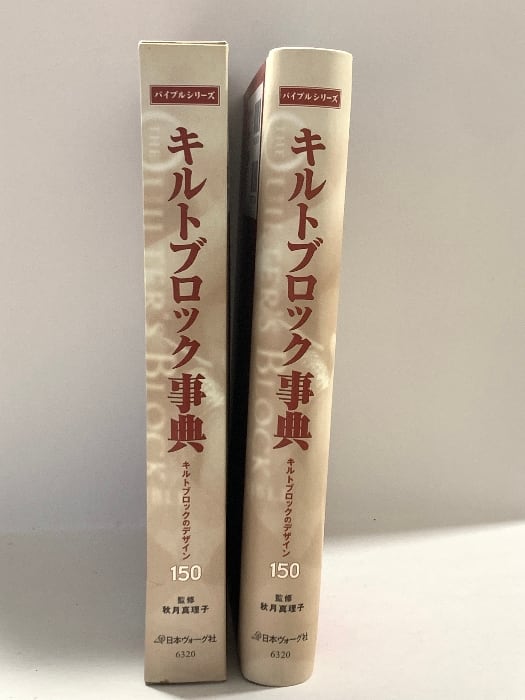 バイブルシリーズ
THE QUILTER'S BLOCKS
キルトブロック事典
キルトブロックのデザイン
150
監修
秋月真理子
日本ヴォーグ社
6320
バイブルシリーズ
キルトブロック事典
キルトブロックのデザイン
150
監修
秋月真理子
日本ヴォーグ社
6320